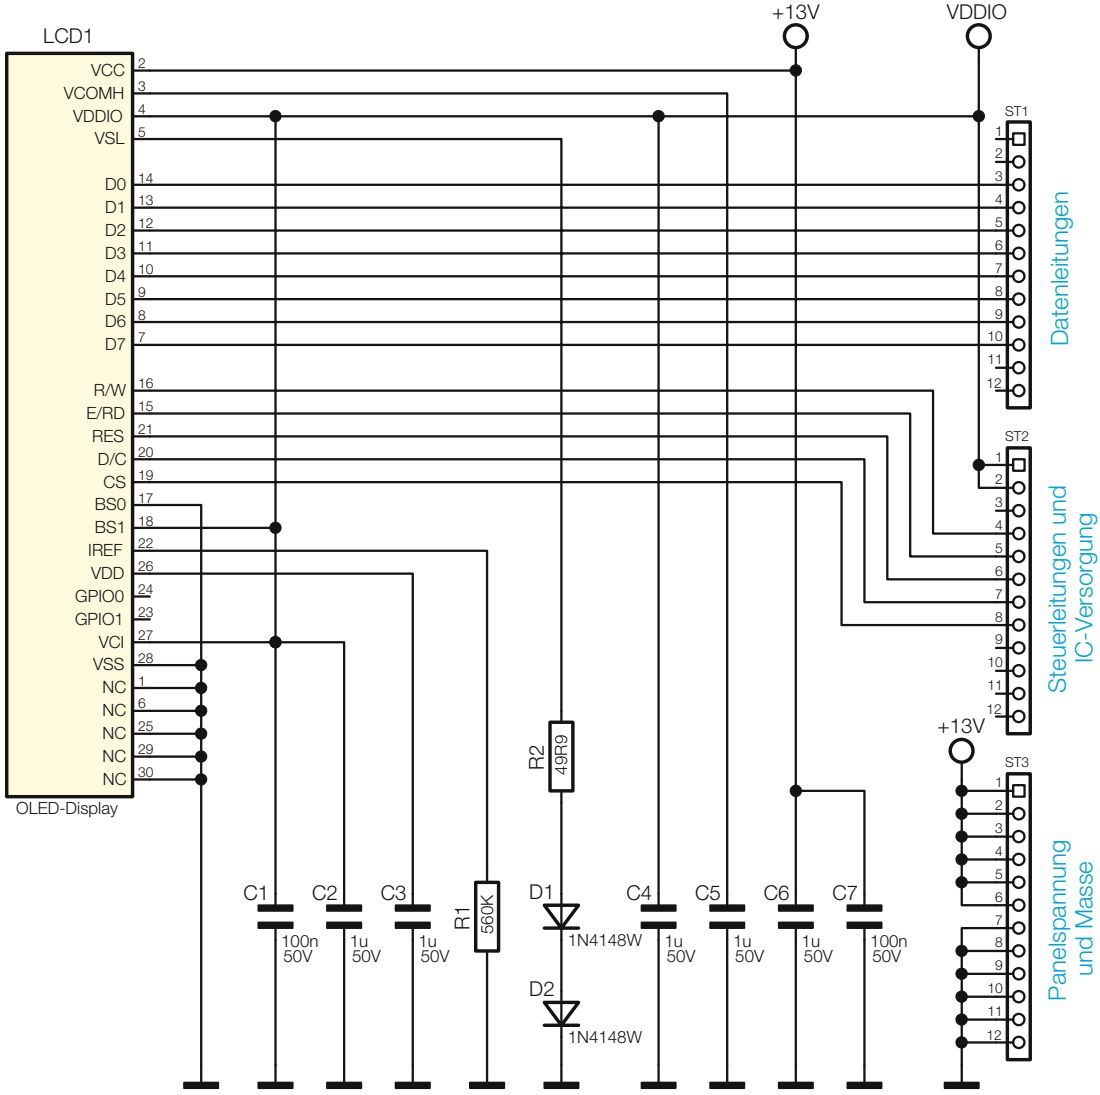 +13V
VDDIO
LCD1
VCC 2
VCOMH 3
VDDIO 4
VSL 5
D0 14
D1 13
D2 12
D3 11
D4 10
D5 9
D6 8
D7 7
R/W 16
E/RD 15
RES 21
D/C 20
CS 19
BS0 17
BS1 18
IREF 22
VDD 26
GPIO0 24
GPIO1 23
VCI 27
VSS 28
NC 1
NC 6
NC 25
NC 29
NC 30
OLED-Display
ST1
1
2
3
4
5
6
7
8
9
10
11
12
Datenleitungen
ST2
1
2
3
4
5
6
7
8
9
10
11
12
Steuerleitungen und
IC-Versorgung
+13V
ST3
1
2
3
4
5
6
7
8
9
10
11
12
Panelspannung
und Masse
R2
49R9
C1
100n
50V
C2
1u
50V
C3
1u
50V
R1
560K
D1
1N4148W
D2
1N4148W
C4
1u
50V
C5
1u
50V
C6
1u
50V
C7
100n
50V